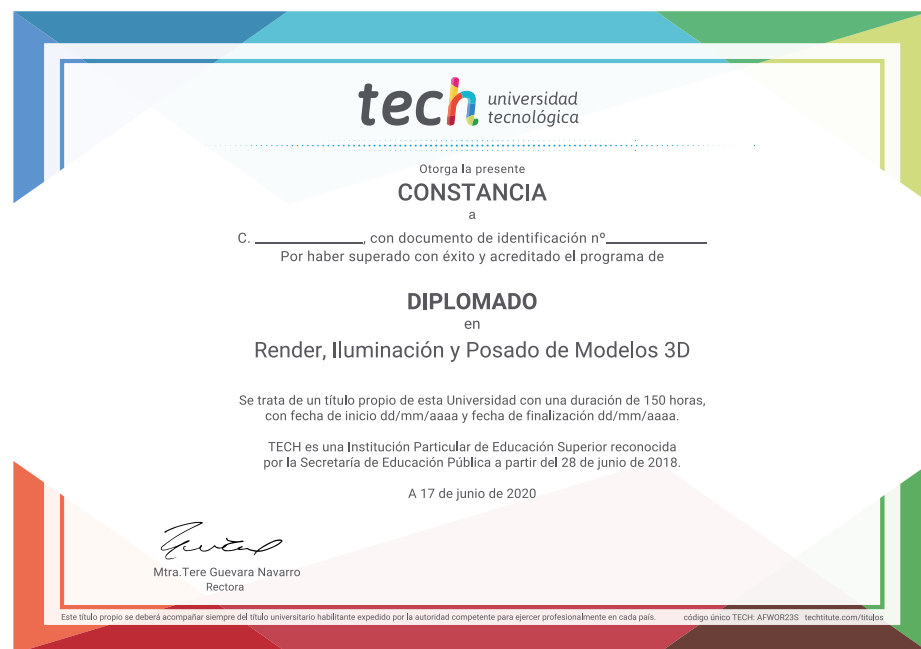 tech universidad
tecnológica
Otorga la presente
CONSTANCIA
a
C. ____________, con documento de identificación nº___________
Por haber superado con éxito y acreditado el programa de
DIPLOMADO
en
Render, Iluminación y Posado de Modelos 3D
Se trata de un título propio de esta Universidad con una duración de 150 horas,
con fecha de inicio dd/mm/aaaa y fecha de finalización dd/mm/aaaa.
TECH es una Institución Particular de Educación Superior reconocida
por la Secretaría de Educación Pública a partir del 28 de junio de 2018.
A 17 de junio de 2020
Mtra.Tere Guevara Navarro
Rectora
Este título propio se deberá acompañar siempre del título universitario habilitante expedido por la autoridad competente para ejercer profesionalmente en cada país. código único TECH: AFWOR23S techtitute.com/titulos